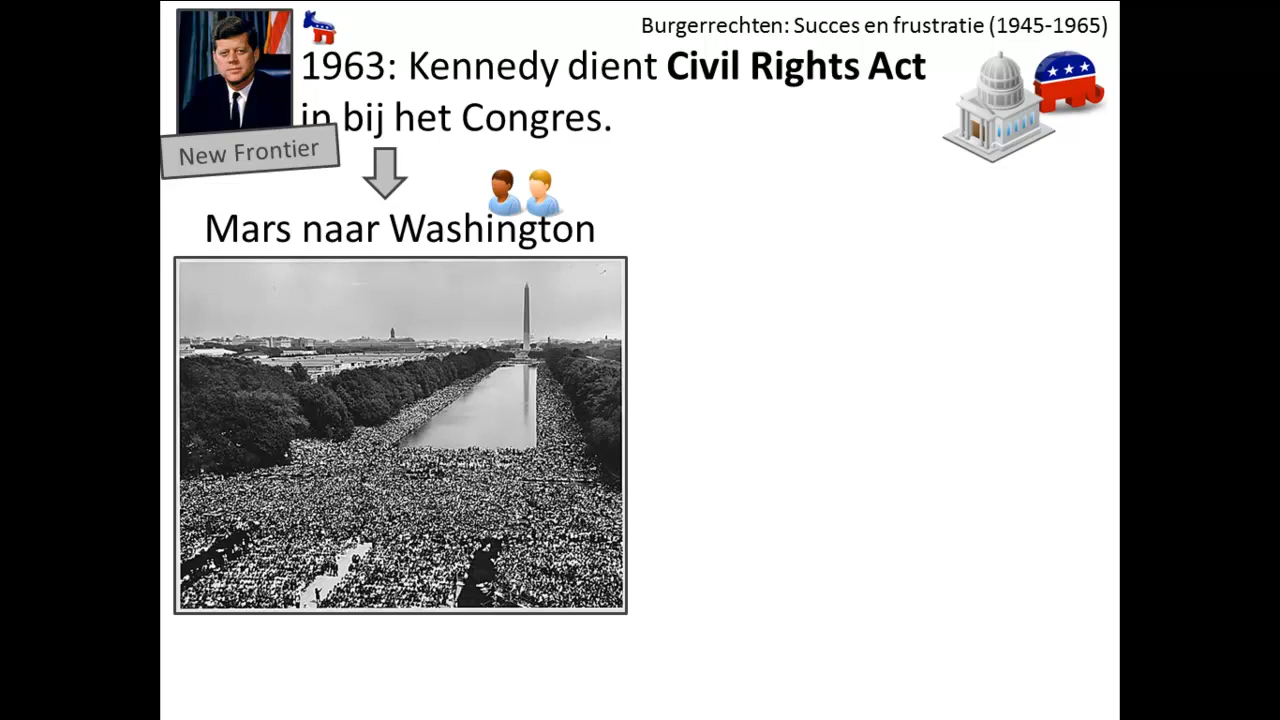 Burgerrechten: Succes en frustratie (1945-1965)
1963: Kennedy dient Civil Rights Act
in bij het Congres.
New Frontier
Mars naar Washington